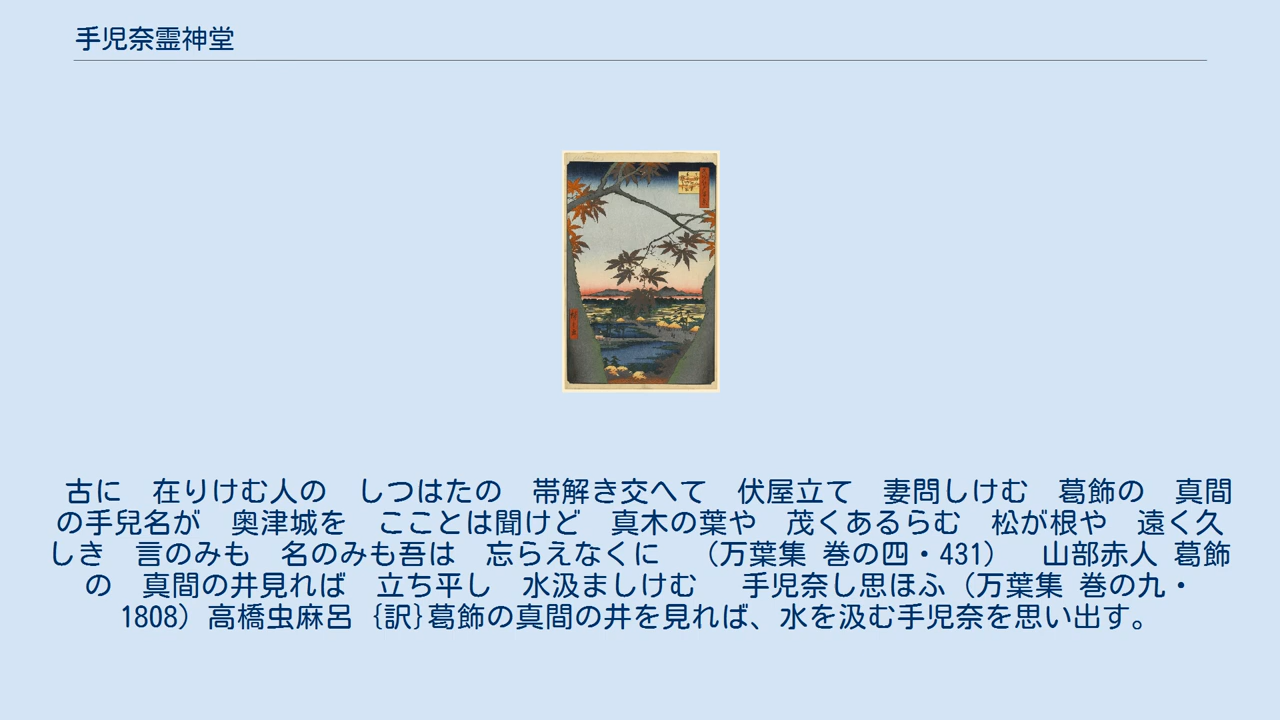 手児奈霊神堂
古に　在りけむ人の　しつはたの　帯解き交へて　伏屋立て　妻問しけむ　葛飾の　真間
の手兒名が　奥津城を　こことは聞けど　真木の葉や　茂くあるらむ　松が根や　遠く久
しき　言のみも　名のみも吾は　忘らえなくに　（万葉集 巻の四・431）　山部赤人 葛飾
の　真間の井見れば　立ち平し　水汲ましけむ　 手児奈し思ほふ（万葉集 巻の九・
1808）高橋虫麻呂 {訳}葛飾の真間の井を見れば、水を汲む手児奈を思い出す。